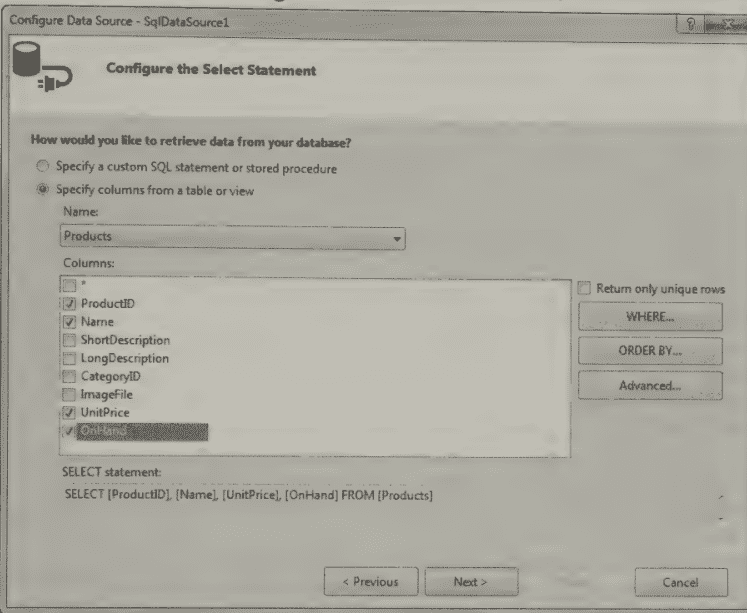 Configure Data Source - SqlDataSource1
?
Configure the Select Statement
How would you like to retrieve data from your database?
Specify a custom SQL statement or stored procedure
Specify columns from a table or view
Name:
Products
Columns:
*
ProductID
Name
ShortDescription
LongDescription
CategoryID
ImageFile
UnitPrice
OnHand
Return only unique rows
WHERE...
ORDER BY...
Advanced...
SELECT statement:
SELECT [ProductID], [Name], [UnitPrice], [OnHand] FROM [Products]
< Previous
Next >
Cancel